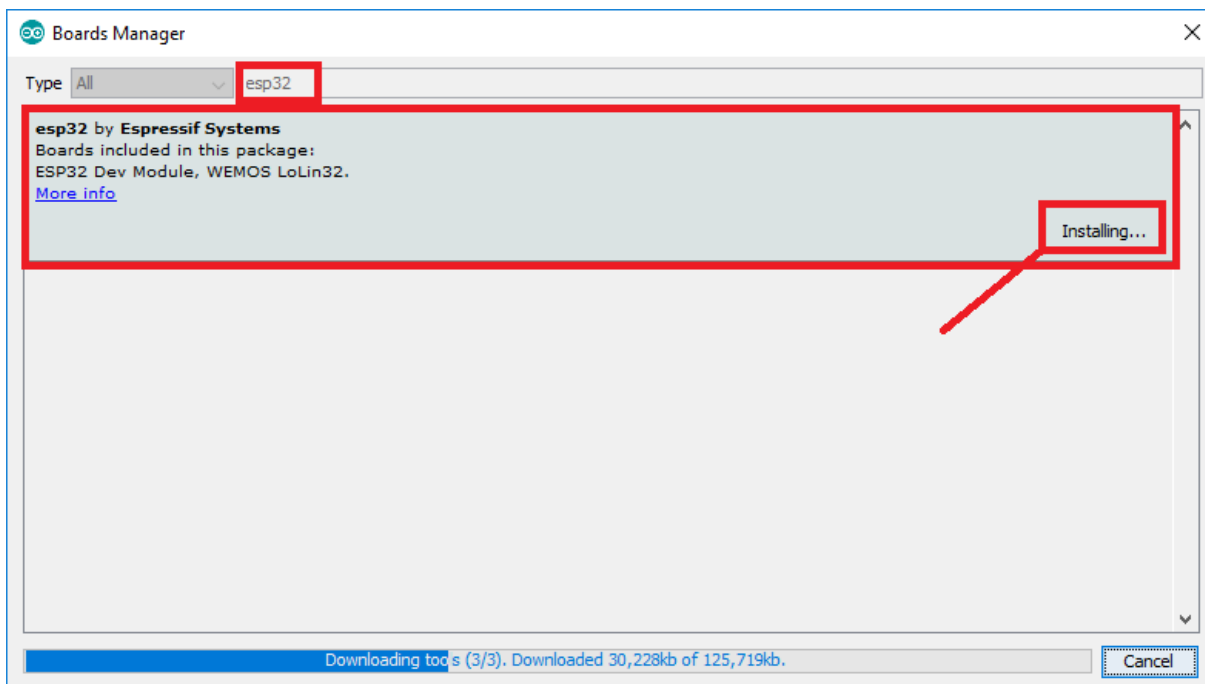 Boards Manager
Type All esp32
esp32 by Espressif Systems
Boards included in this package:
ESP32 Dev Module, WEMOS LoLin32.
More info
Installing...
Downloading tools (3/3). Downloaded 30,228kb of 125,719kb.
Cancel